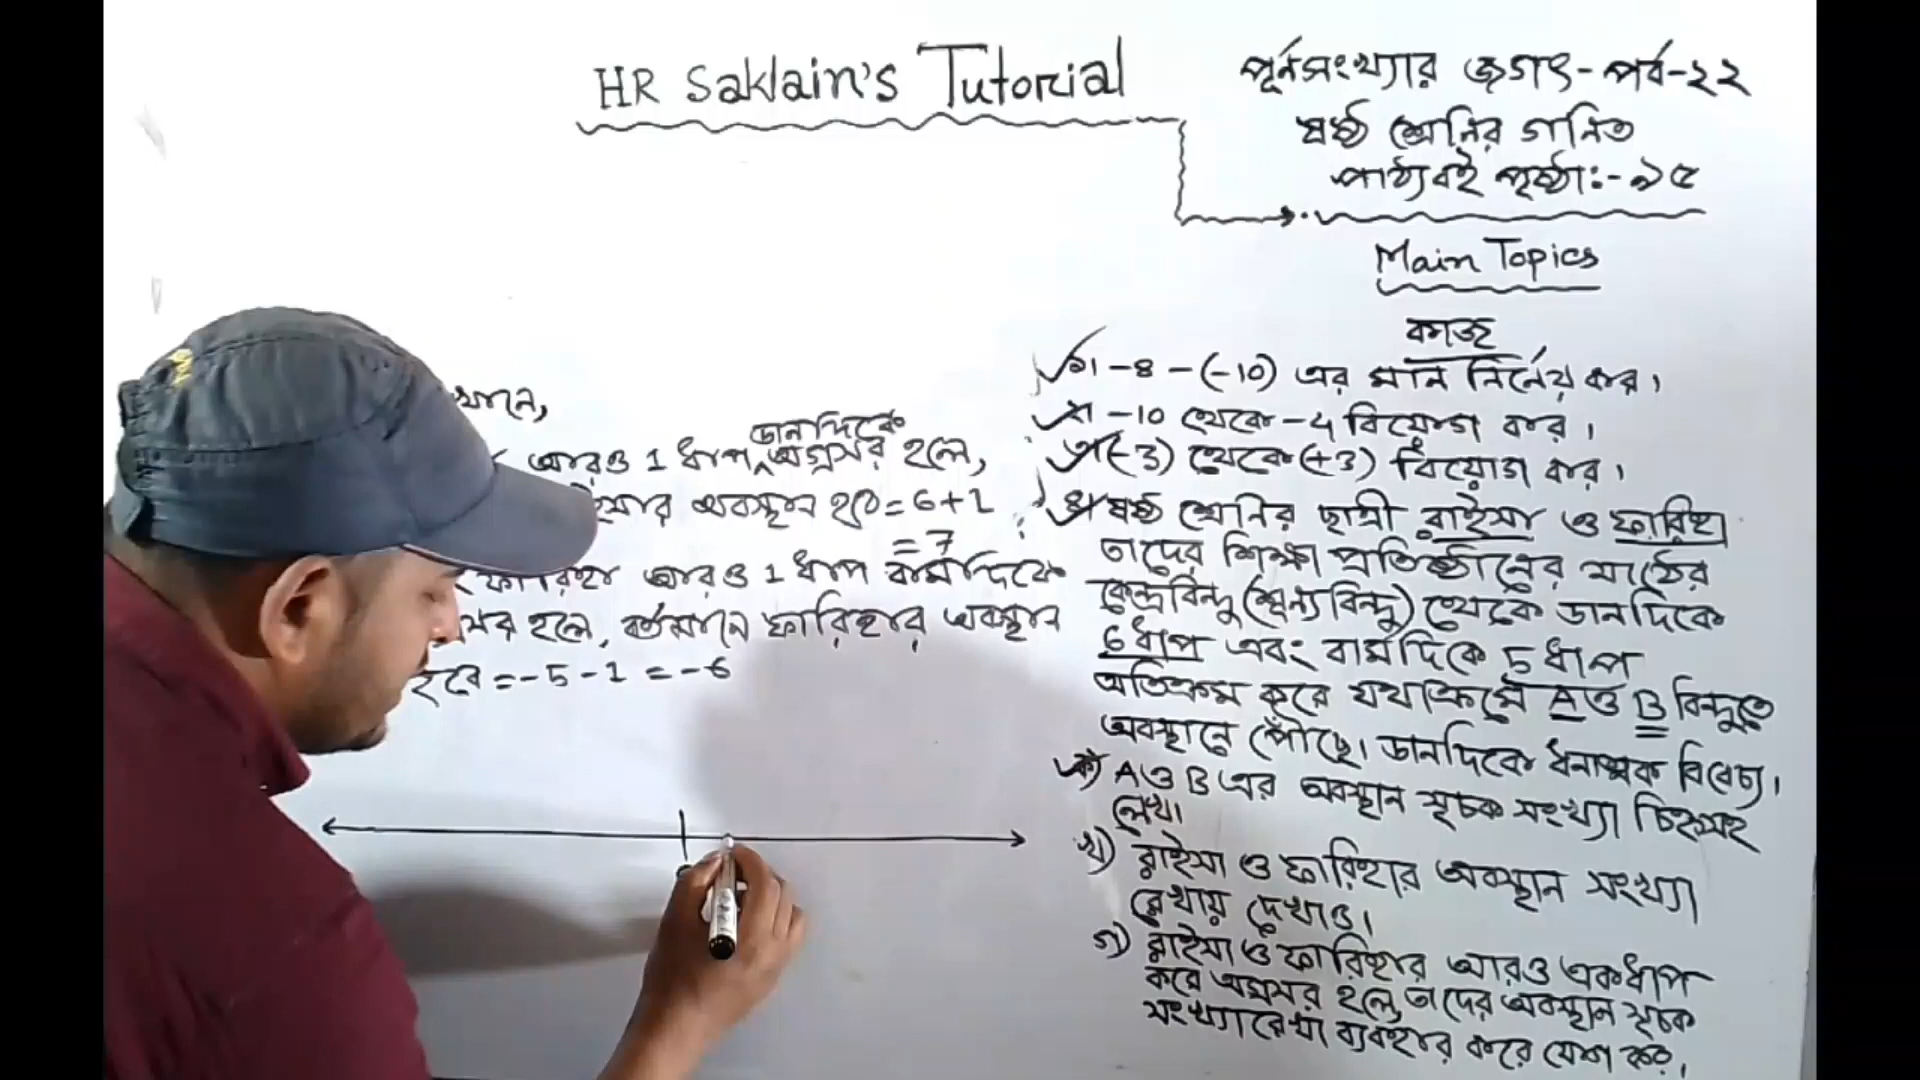 HR Saklain's Tutorial
পূর্নসংখ্যার জগৎ-পর্ব-২২
ষষ্ঠ শ্রেনির গানিত
পাঠ্যবই পৃষ্ঠা:-৯৫
Main Topics
কাজ
১। -8 - (-10) এর মান নির্নেয় কর।
২। -10 থেকে -4 বিয়োগ কর।
৩। (-3) থেকে (+3) বিয়োগ কর।
৪। ষষ্ঠ শ্রেনির ছাত্রী রাইসা ও ফারিহা
তাদের শিক্ষা প্রতিষ্ঠানের মাঠের
কেন্দ্রবিন্দু (শূন্যবিন্দু) থেকে ডানদিকে
6 ধাপ এবং বামদিকে 5 ধাপ
অতিক্রম করে যথাক্রমে A ও B বিন্দুতে
অবস্থানে পৌঁছে। ডানদিকে ধনাত্মক বিবেচ্য।
ক) A ও B এর অবস্থান সূচক সংখ্যা চিহ্নসহ
লেখ।
খ) রাইসা ও ফারিহার অবস্থান সংখ্যা
রেখায় দেখাও।
গ) রাইসা ও ফারিহার আরও একধাপ
করে অগ্রসর হলে, তাদের অবস্থান সূচক
সংখ্যারেখা ব্যবহার করে যোগ কর।
খানে,
আরও 1 ধাপ ডানদিকে অগ্রসর হলে,
ইসার অবস্থান হবে = 6+1
= 7
ফারিহা আরও 1 ধাপ বামদিকে
সর হলে, বর্তমানে ফারিহার অবস্থান
হবে = -5 - 1 = -6